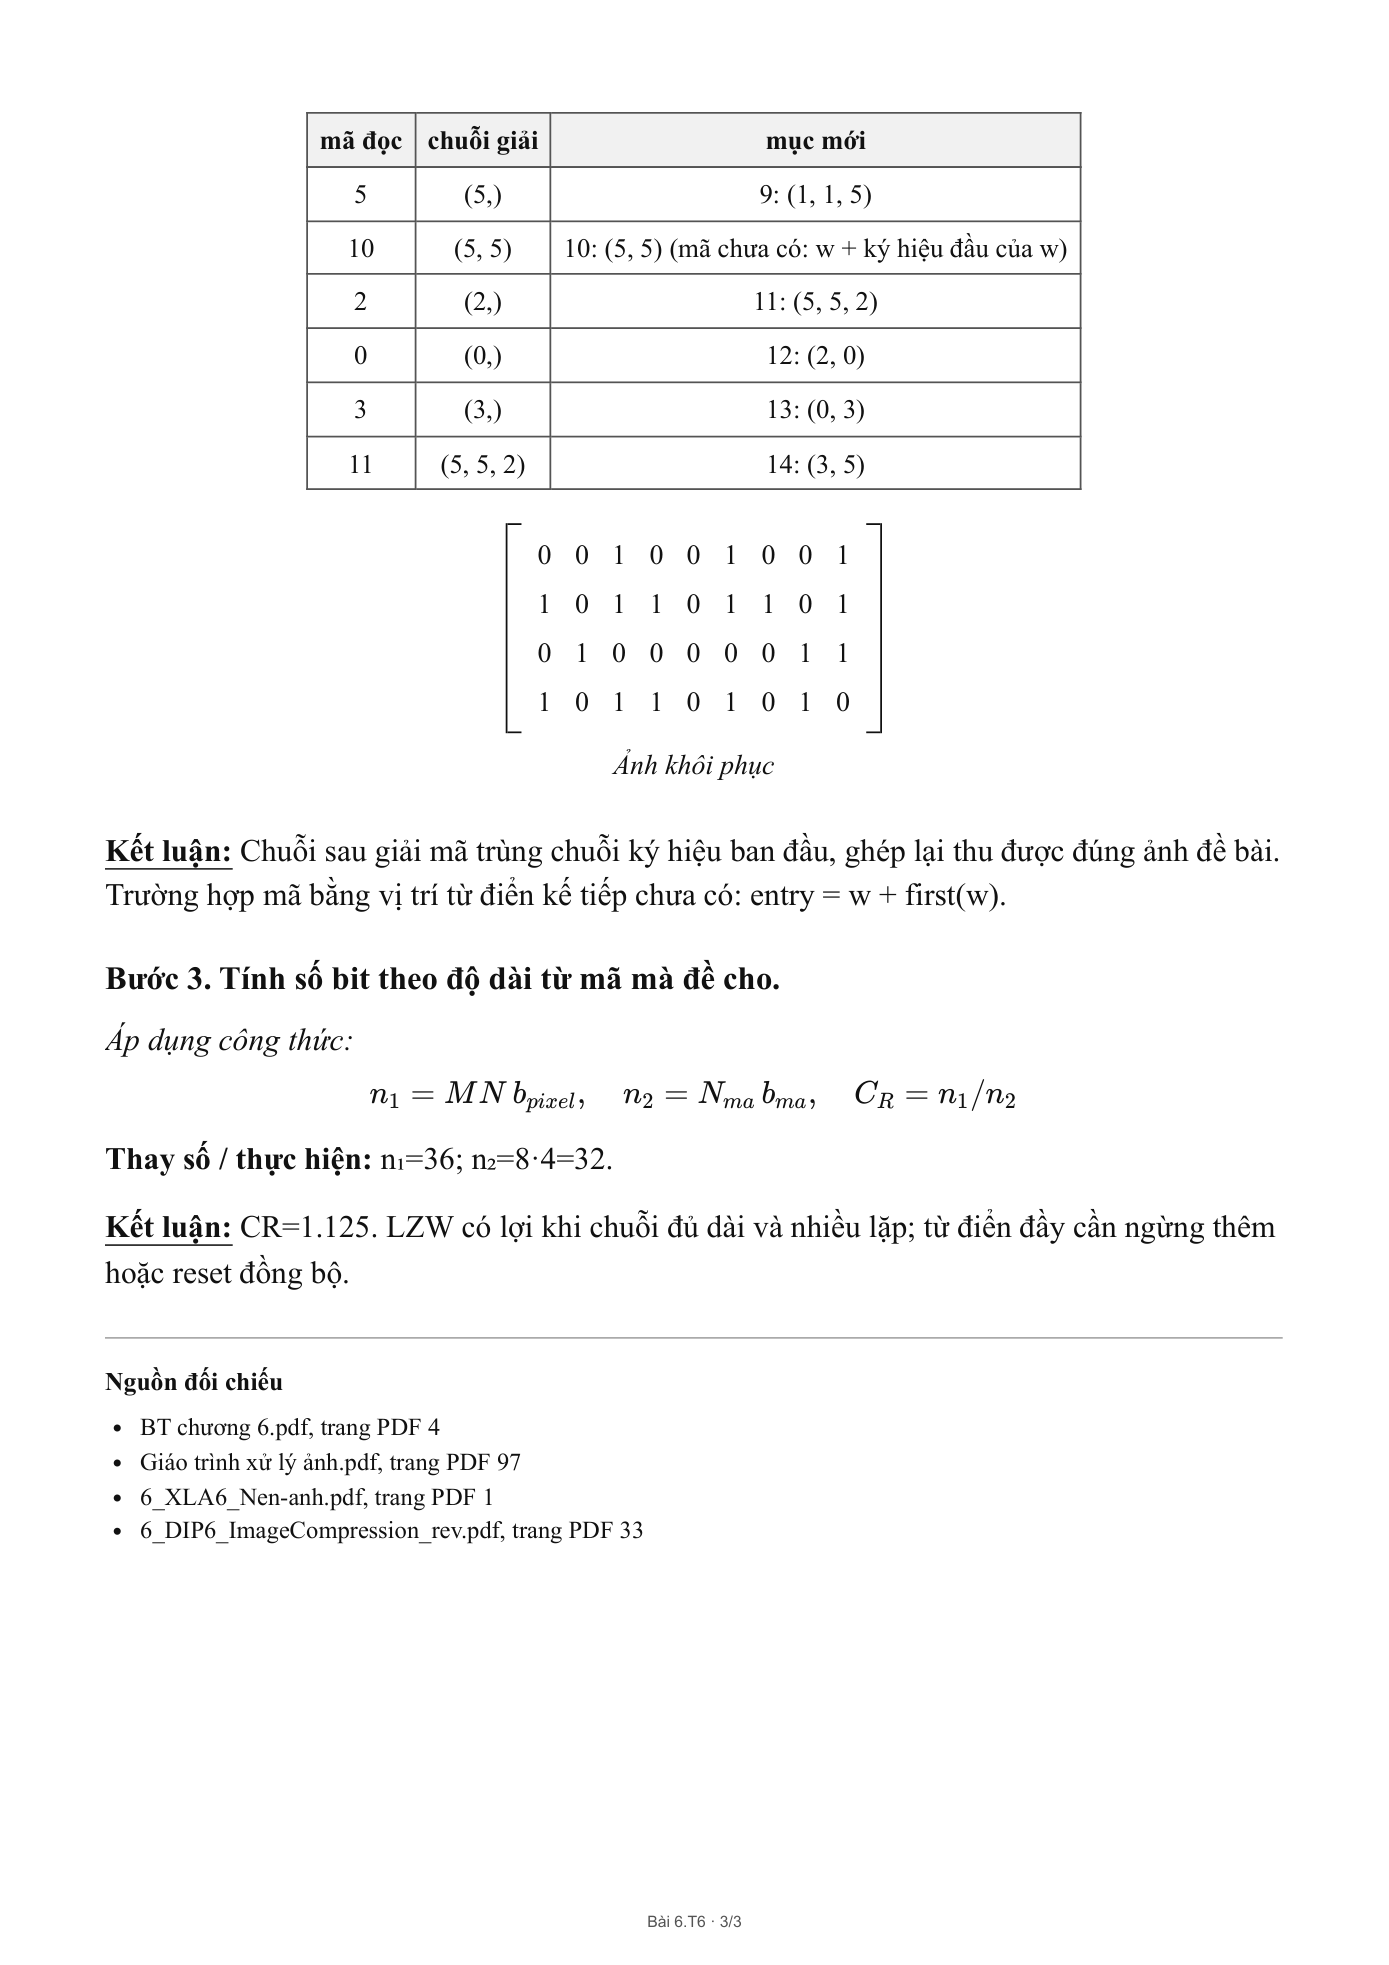 mã đọc chuỗi giải mục mới
5 (5,) 9: (1, 1, 5)
10 (5, 5) 10: (5, 5) (mã chưa có: w + ký hiệu đầu của w)
2 (2,) 11: (5, 5, 2)
0 (0,) 12: (2, 0)
3 (3,) 13: (0, 3)
11 (5, 5, 2) 14: (3, 5)
0 0 1 0 0 1 0 0 1
1 0 1 1 0 1 1 0 1
0 1 0 0 0 0 0 1 1
1 0 1 1 0 1 0 1 0
Ảnh khôi phục
Kết luận: Chuỗi sau giải mã trùng chuỗi ký hiệu ban đầu, ghép lại thu được đúng ảnh đề bài.
Trường hợp mã bằng vị trí từ điển kế tiếp chưa có: entry = w + first(w).
Bước 3. Tính số bit theo độ dài từ mã mà đề cho.
Áp dụng công thức:
n₁ = MN b_pixel, n₂ = N_ma b_ma, C_R = n₁/n₂
Thay số / thực hiện: n₁=36; n₂=8·4=32.
Kết luận: CR=1.125. LZW có lợi khi chuỗi đủ dài và nhiều lặp; từ điển đầy cần ngừng thêm
hoặc reset đồng bộ.
Nguồn đối chiếu
• BT chương 6.pdf, trang PDF 4
• Giáo trình xử lý ảnh.pdf, trang PDF 97
• 6_XLA6_Nen-anh.pdf, trang PDF 1
• 6_DIP6_ImageCompression_rev.pdf, trang PDF 33
Bài 6.T6 · 3/3